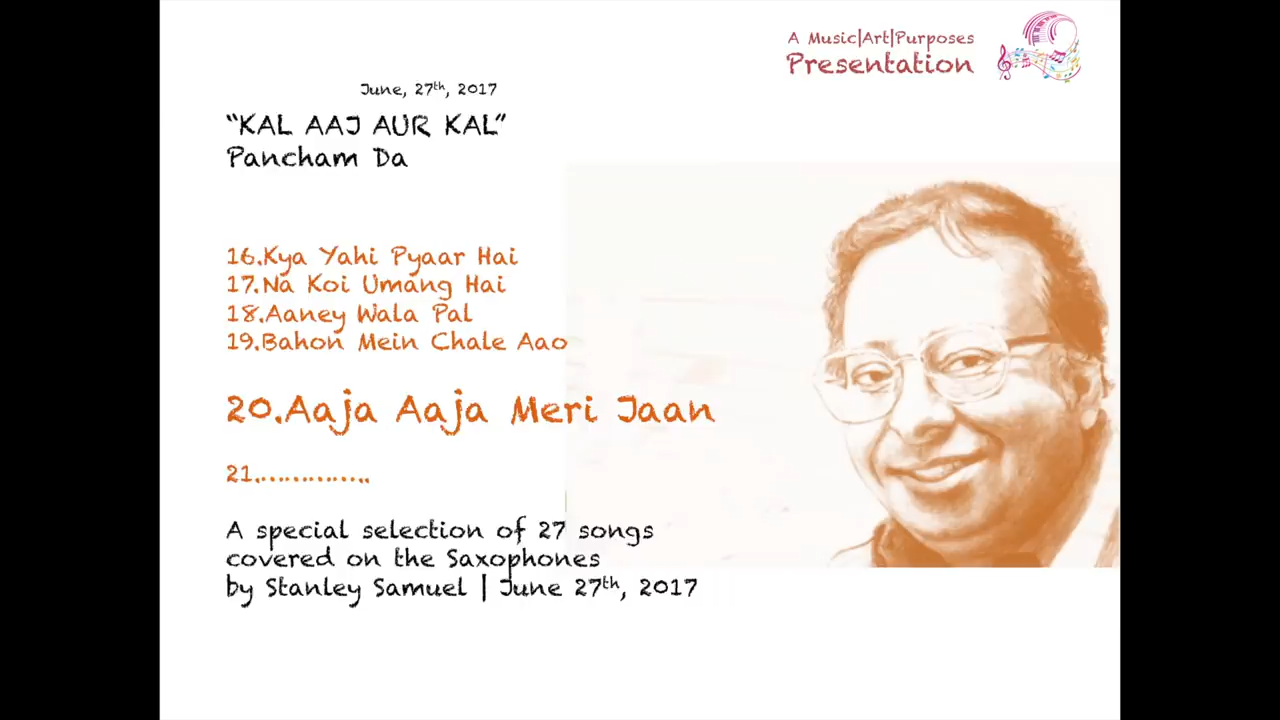 A Music|Art|Purposes
Presentation
June, 27th, 2017
“KAL AAJ AUR KAL”
Pancham Da
16.Kya Yahi Pyaar Hai
17.Na Koi Umang Hai
18.Aaney Wala Pal
19.Bahon Mein Chale Aao
20.Aaja Aaja Meri Jaan
21..............
A special selection of 27 songs
covered on the Saxophones
by Stanley Samuel | June 27th, 2017